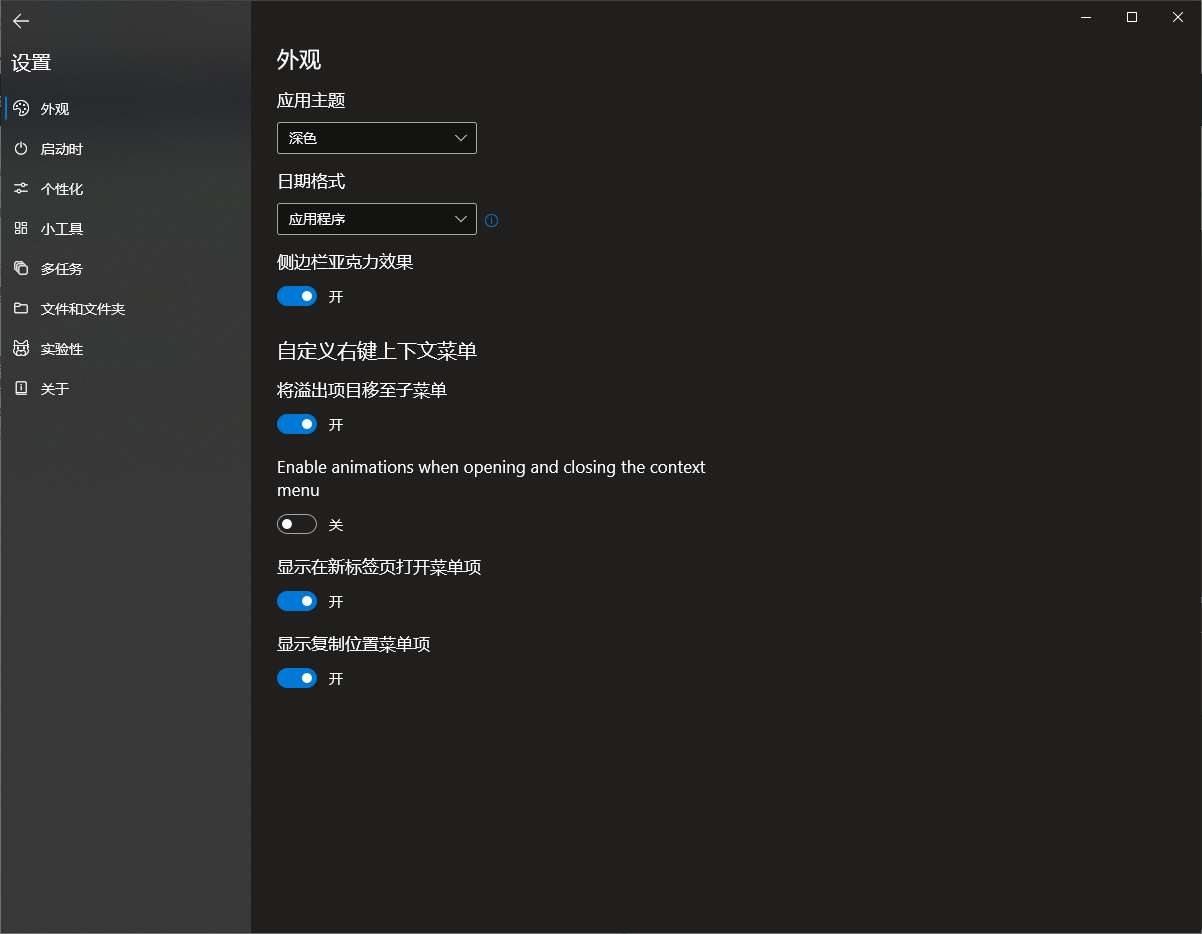 设置
外观
启动时
个性化
小工具
多任务
文件和文件夹
实验性
关于
外观
应用主题
深色
日期格式
应用程序
侧边栏亚克力效果
开
自定义右键上下文菜单
将溢出项目移至子菜单
开
Enable animations when opening and closing the context
menu
关
显示在新标签页打开菜单项
开
显示复制位置菜单项
开